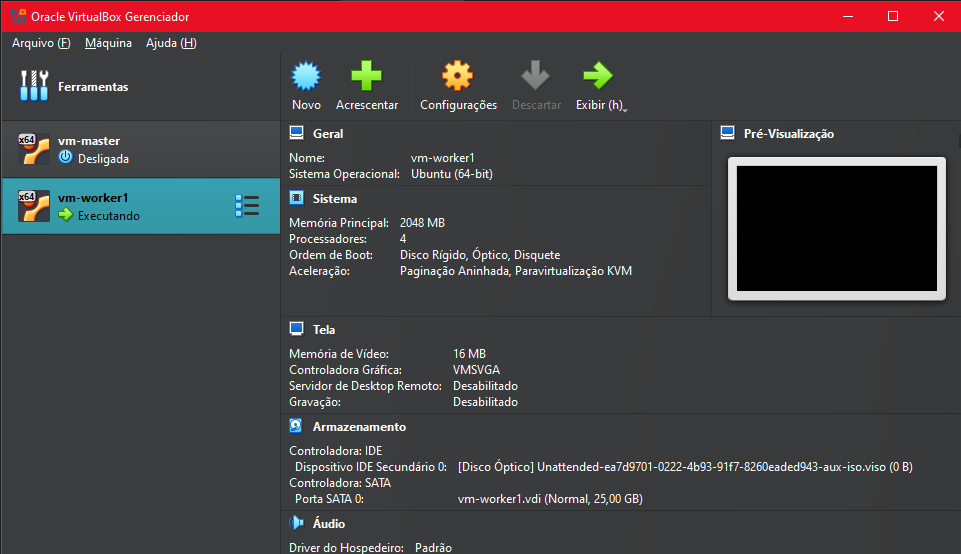 Oracle VirtualBox Gerenciador
Arquivo (F) Máquina Ajuda (H)
Ferramentas
Novo Acrescentar Configurações Descartar Exibir (h)
x64 vm-master
Desligada
x64 vm-worker1
Executando
Geral
Nome: vm-worker1
Sistema Operacional: Ubuntu (64-bit)
Sistema
Memória Principal: 2048 MB
Processadores: 4
Ordem de Boot: Disco Rígido, Óptico, Disquete
Aceleração: Paginação Aninhada, Paravirtualização KVM
Pré-Visualização
Tela
Memória de Vídeo: 16 MB
Controladora Gráfica: VMSVGA
Servidor de Desktop Remoto: Desabilitado
Gravação: Desabilitado
Armazenamento
Controladora: IDE
Dispositivo IDE Secundário 0: [Disco Óptico] Unattended-ea7d9701-0222-4b93-91f7-8260eaded943-aux-iso.viso (0 B)
Controladora: SATA
Porta SATA 0: vm-worker1.vdi (Normal, 25,00 GB)
Áudio
Driver do Hospedeiro: Padrão